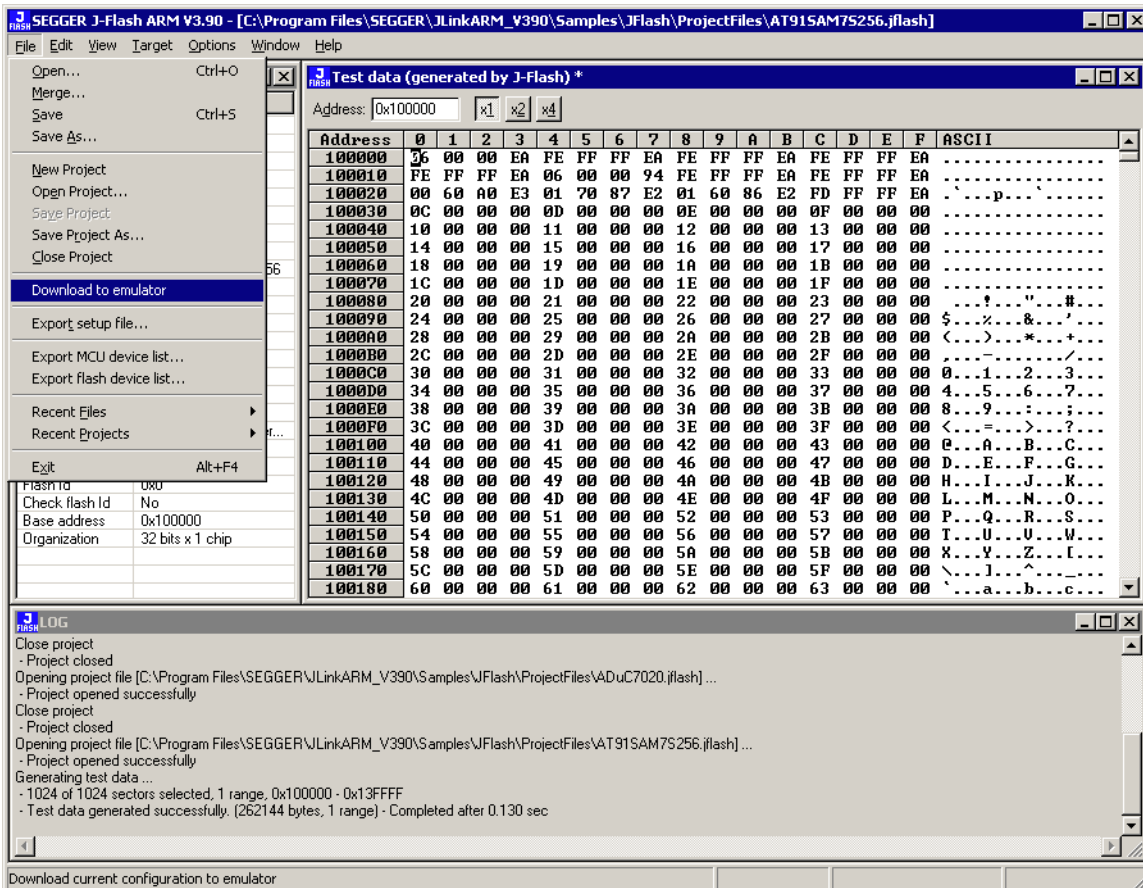 SEGGER J-Flash ARM V3.90 - [C:\Program Files\SEGGER\JLinkARM_V390\Samples\JFlash\ProjectFiles\AT91SAM7S256.jflash]
File Edit View Target Options Window Help
Open... Ctrl+O
Merge...
Save Ctrl+S
Save As...
New Project
Open Project...
Save Project
Save Project As...
Close Project
Download to emulator
Export setup file...
Export MCU device list...
Export flash device list...
Recent Files
Recent Projects
Exit Alt+F4
56
Flash Id 0x0
Check flash Id No
Base address 0x100000
Organization 32 bits x 1 chip
Test data (generated by J-Flash) *
Address: 0x100000 x1 x2 x4
Address 0 1 2 3 4 5 6 7 8 9 A B C D E F ASCII
100000 06 00 00 EA FE FF FF EA FE FF FF EA FE FF FF EA ................
100010 FE FF FF EA 06 00 00 94 FE FF FF EA FE FF FF EA ................
100020 00 60 A0 E3 01 70 87 E2 01 60 86 E2 FD FF FF EA .`...p...`......
100030 0C 00 00 00 0D 00 00 00 0E 00 00 00 0F 00 00 00 ................
100040 10 00 00 00 11 00 00 00 12 00 00 00 13 00 00 00 ................
100050 14 00 00 00 15 00 00 00 16 00 00 00 17 00 00 00 ................
100060 18 00 00 00 19 00 00 00 1A 00 00 00 1B 00 00 00 ................
100070 1C 00 00 00 1D 00 00 00 1E 00 00 00 1F 00 00 00 ................
100080 20 00 00 00 21 00 00 00 22 00 00 00 23 00 00 00  ...!..."...#...
100090 24 00 00 00 25 00 00 00 26 00 00 00 27 00 00 00 $...%...&...'...
1000A0 28 00 00 00 29 00 00 00 2A 00 00 00 2B 00 00 00 (...)...*...+...
1000B0 2C 00 00 00 2D 00 00 00 2E 00 00 00 2F 00 00 00 ,...-......./...
1000C0 30 00 00 00 31 00 00 00 32 00 00 00 33 00 00 00 0...1...2...3...
1000D0 34 00 00 00 35 00 00 00 36 00 00 00 37 00 00 00 4...5...6...7...
1000E0 38 00 00 00 39 00 00 00 3A 00 00 00 3B 00 00 00 8...9...:...;...
1000F0 3C 00 00 00 3D 00 00 00 3E 00 00 00 3F 00 00 00 <...=...>...?...
100100 40 00 00 00 41 00 00 00 42 00 00 00 43 00 00 00 @...A...B...C...
100110 44 00 00 00 45 00 00 00 46 00 00 00 47 00 00 00 D...E...F...G...
100120 48 00 00 00 49 00 00 00 4A 00 00 00 4B 00 00 00 H...I...J...K...
100130 4C 00 00 00 4D 00 00 00 4E 00 00 00 4F 00 00 00 L...M...N...O...
100140 50 00 00 00 51 00 00 00 52 00 00 00 53 00 00 00 P...Q...R...S...
100150 54 00 00 00 55 00 00 00 56 00 00 00 57 00 00 00 T...U...V...W...
100160 58 00 00 00 59 00 00 00 5A 00 00 00 5B 00 00 00 X...Y...Z...[...
100170 5C 00 00 00 5D 00 00 00 5E 00 00 00 5F 00 00 00 \...]...^..._...
100180 60 00 00 00 61 00 00 00 62 00 00 00 63 00 00 00 `...a...b...c...
LOG
Close project
- Project closed
Opening project file [C:\Program Files\SEGGER\JLinkARM_V390\Samples\JFlash\ProjectFiles\ADuC7020.jflash] ...
- Project opened successfully
Close project
- Project closed
Opening project file [C:\Program Files\SEGGER\JLinkARM_V390\Samples\JFlash\ProjectFiles\AT91SAM7S256.jflash] ...
- Project opened successfully
Generating test data ...
- 1024 of 1024 sectors selected, 1 range, 0x100000 - 0x13FFFF
- Test data generated successfully. (262144 bytes, 1 range) - Completed after 0.130 sec
Download current configuration to emulator